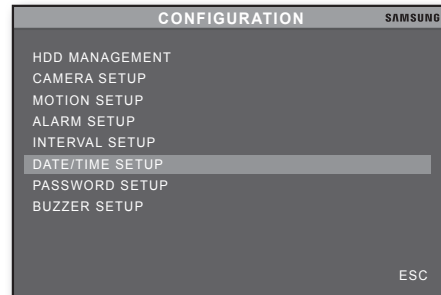 CONFIGURATION SAMSUNG
HDD MANAGEMENT
CAMERA SETUP
MOTION SETUP
ALARM SETUP
INTERVAL SETUP
DATE/TIME SETUP
PASSWORD SETUP
BUZZER SETUP
ESC